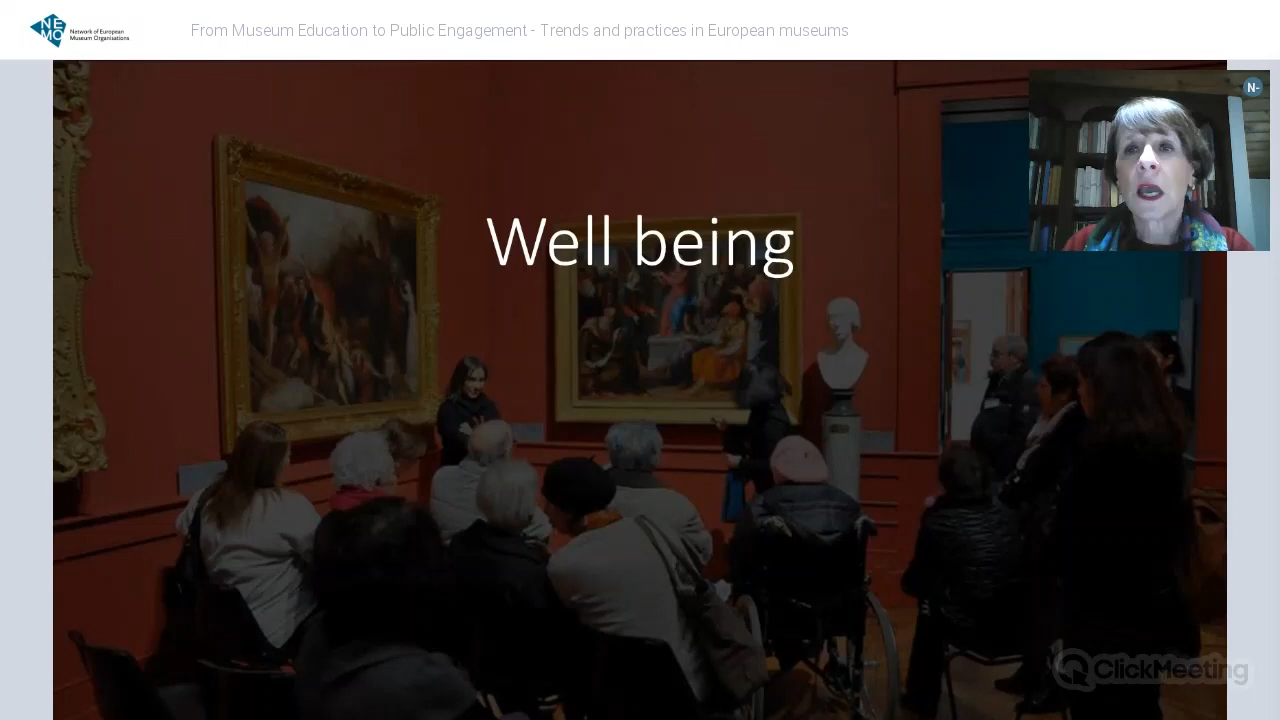 NE
MO
Network of European
Museum Organisations
From Museum Education to Public Engagement - Trends and practices in European museums
N-
Well being
ClickMeeting